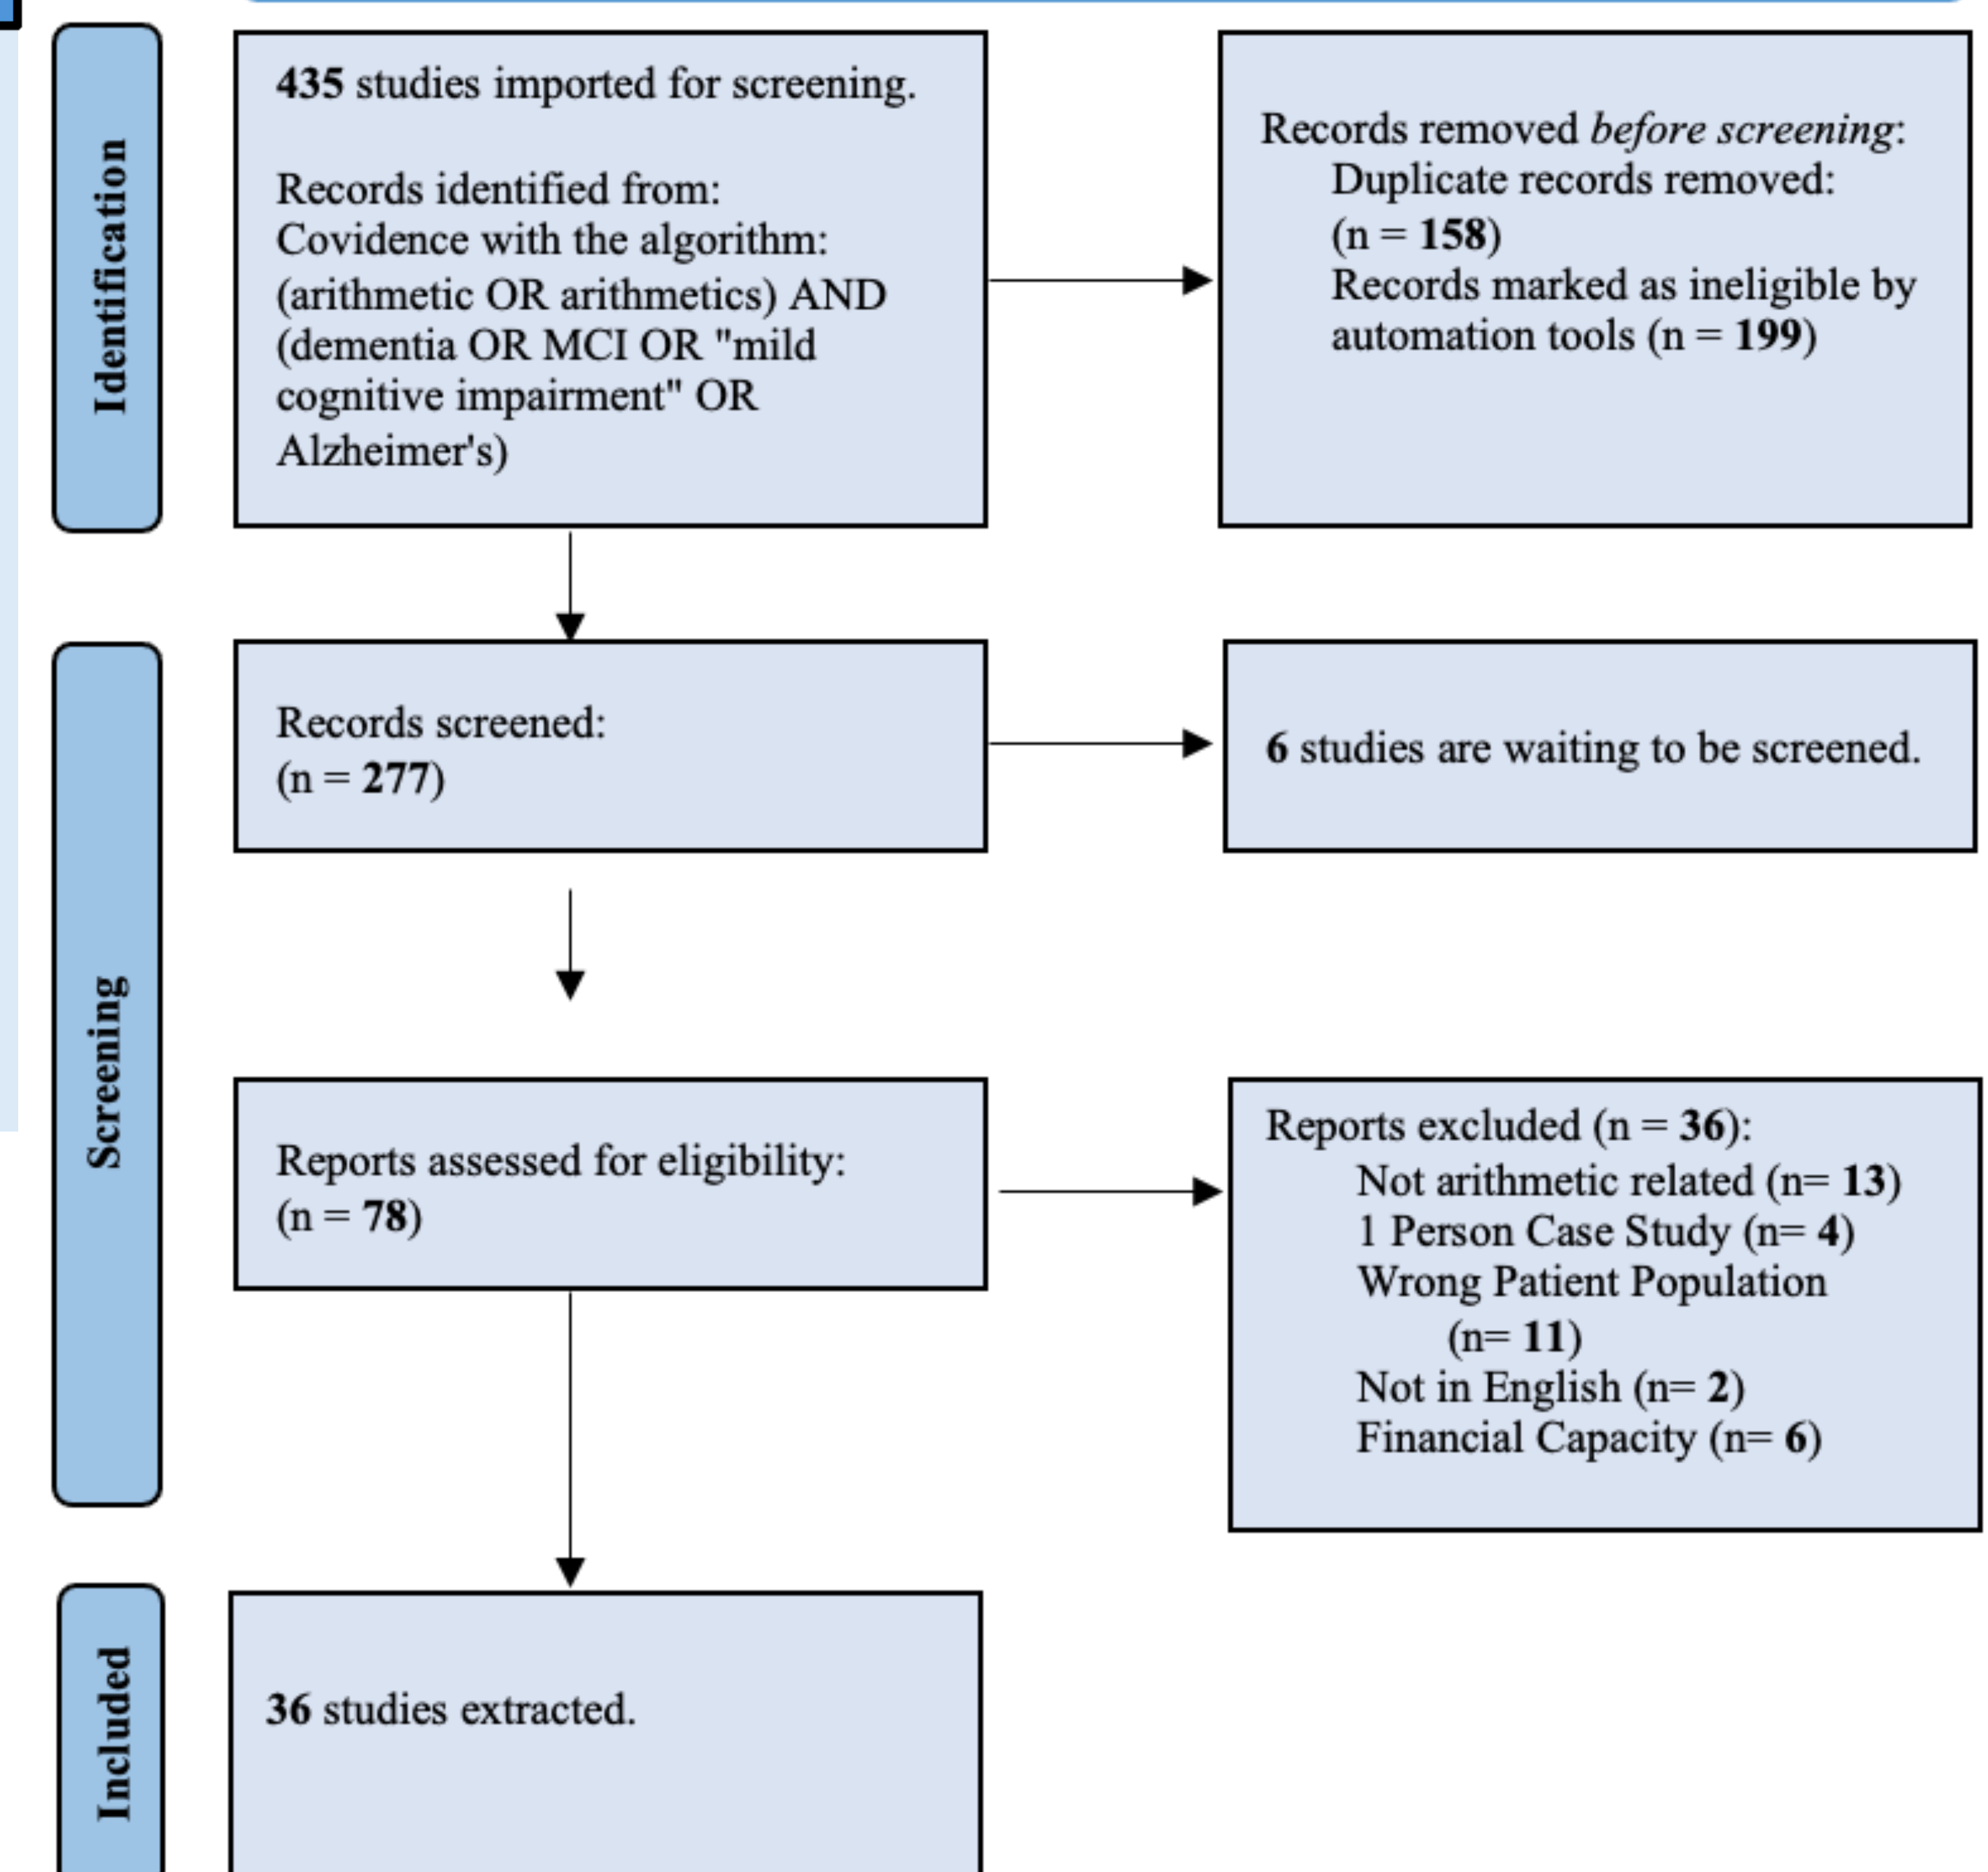 Identification
435 studies imported for screening.
Records identified from:
Covidence with the algorithm:
(arithmetic OR arithmetics) AND
(dementia OR MCI OR "mild
cognitive impairment" OR
Alzheimer's)
Records removed before screening:
Duplicate records removed:
(n = 158)
Records marked as ineligible by
automation tools (n = 199)
Screening
Records screened:
(n = 277)
6 studies are waiting to be screened.
Reports assessed for eligibility:
(n = 78)
Reports excluded (n = 36):
Not arithmetic related (n= 13)
1 Person Case Study (n= 4)
Wrong Patient Population
(n= 11)
Not in English (n= 2)
Financial Capacity (n= 6)
Included
36 studies extracted.